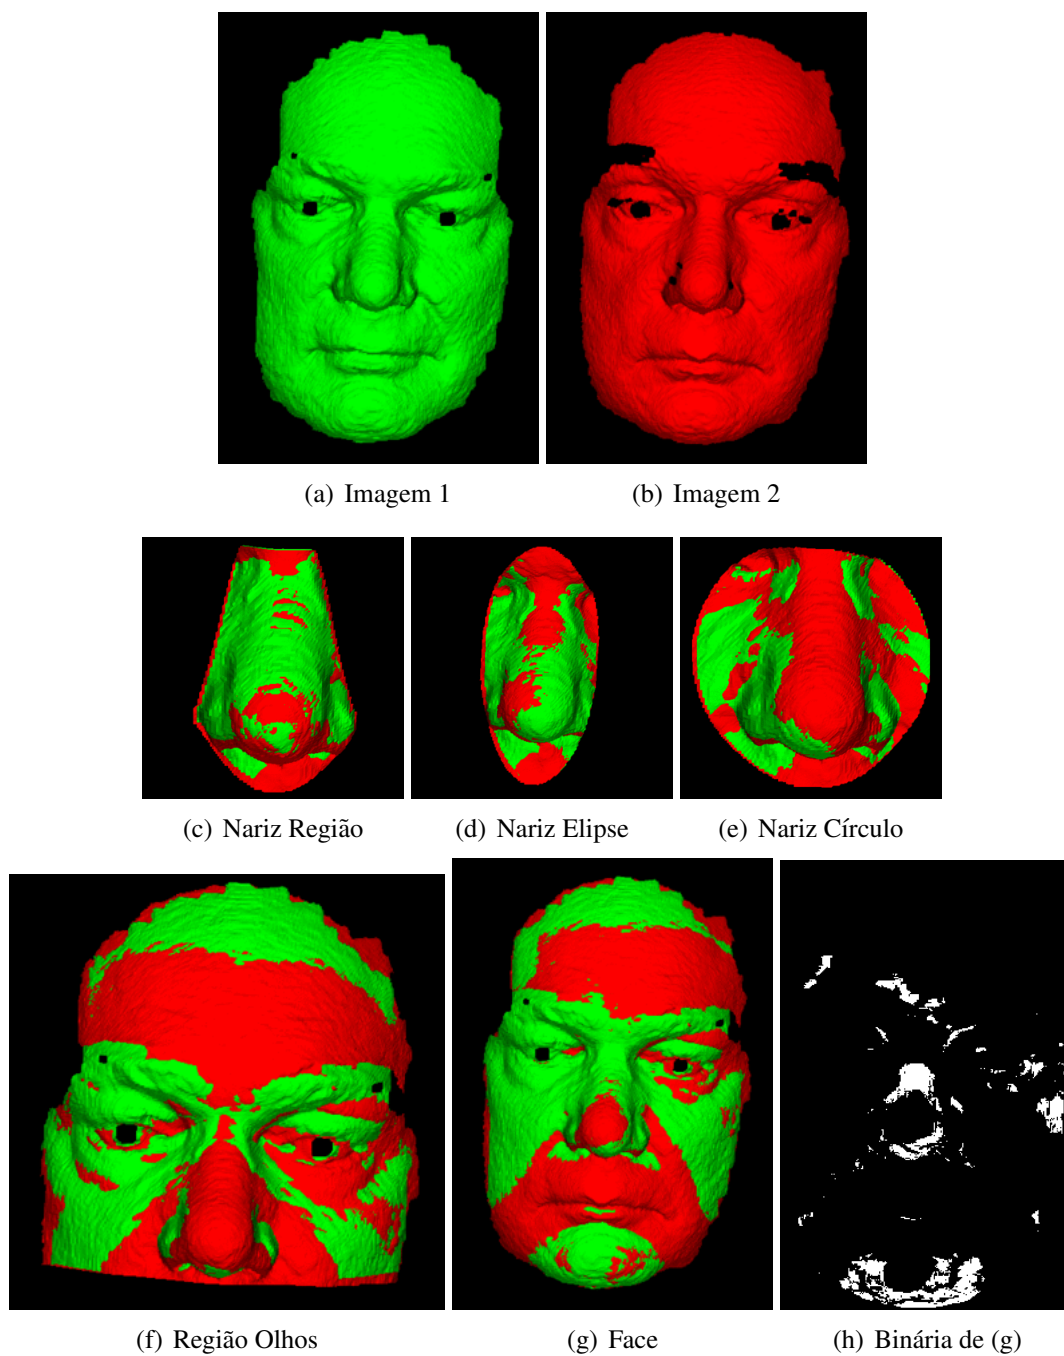 (a) Imagem 1
(b) Imagem 2
(c) Nariz Região
(d) Nariz Elipse
(e) Nariz Círculo
(f) Região Olhos
(g) Face
(h) Binária de (g)